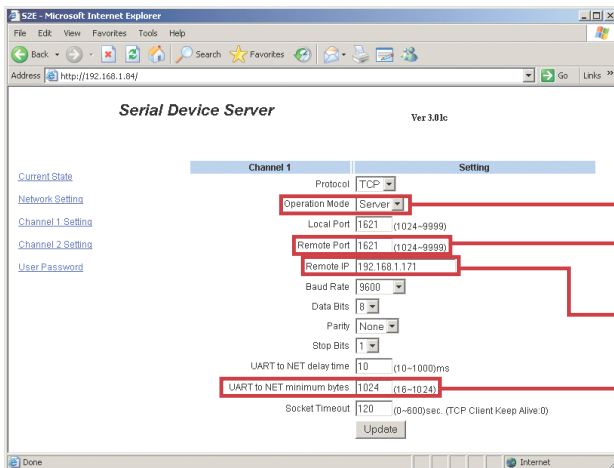 S2E - Microsoft Internet Explorer
File Edit View Favorites Tools Help
Back Search Favorites
Address http://192.168.1.84/ Go Links »
Serial Device Server Ver 3.01c
Channel 1 Setting
Current State
Network Setting
Channel 1 Setting
Channel 2 Setting
User Password
Protocol TCP
Operation Mode Server
Local Port 1621 (1024~9999)
Remote Port 1621 (1024~9999)
Remote IP 192.168.1.171
Baud Rate 9600
Data Bits 8
Parity None
Stop Bits 1
UART to NET delay time 10 (10~1000)ms
UART to NET minimum bytes 1024 (16~1024)
Socket Timeout 120 (0~600)sec. (TCP Client Keep Alive:0)
Update
Done Internet